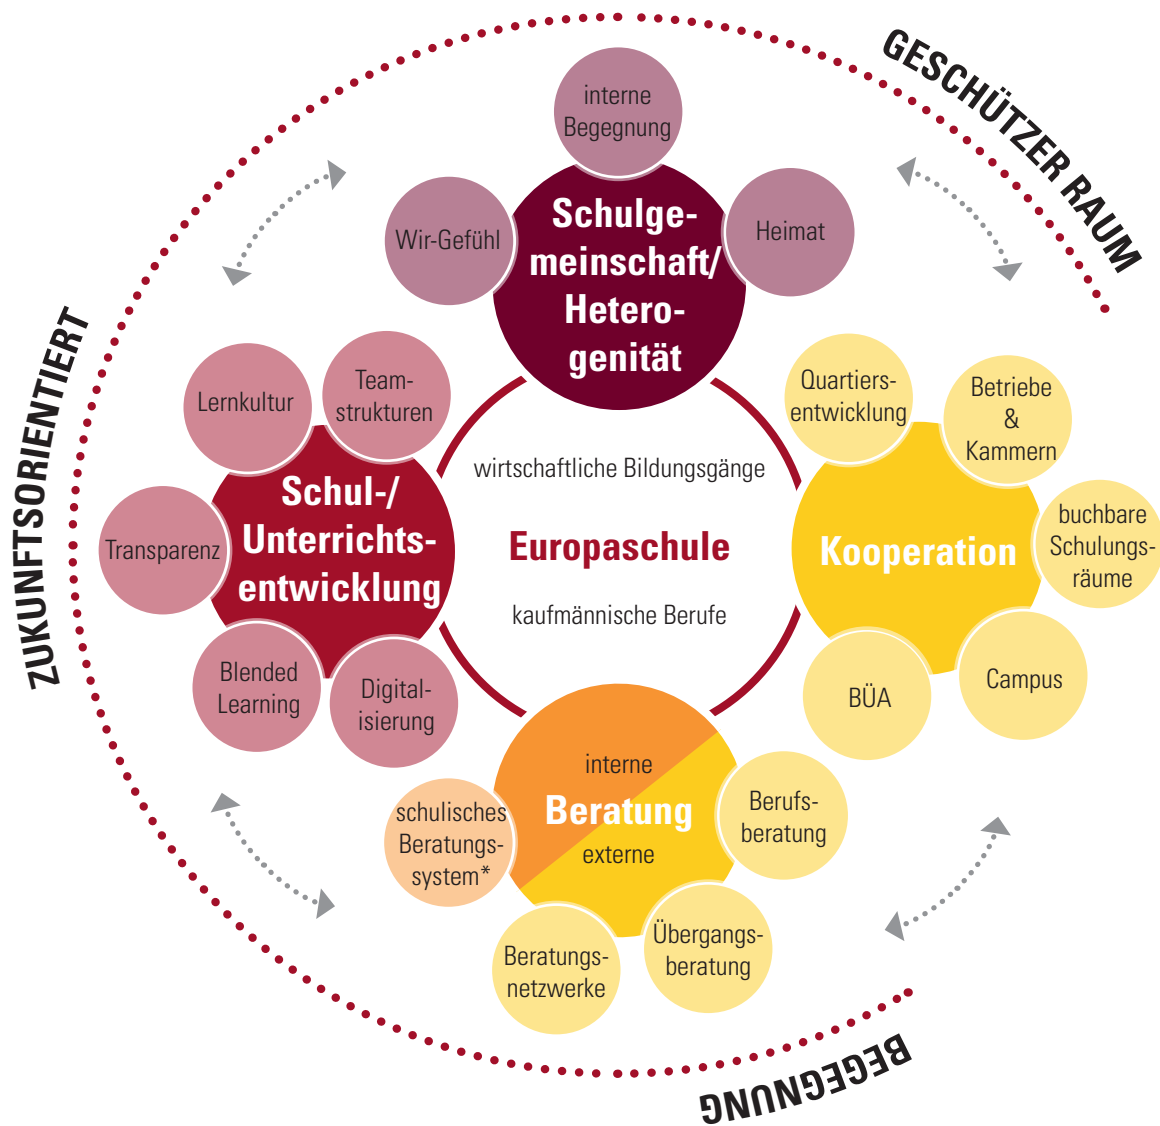 GESCHÜTZER RAUM
ZUKUNFTSORIENTIERT
BEGEGNUNG
interne
Begegnung
Wir-Gefühl
Heimat
Schulge-
meinschaft/
Hetero-
genität
Lernkultur
Team-
strukturen
Transparenz
Schul-/
Unterrichts-
entwicklung
Blended
Learning
Digital-
isierung
wirtschaftliche Bildungsgänge
Europaschule
kaufmännische Berufe
Quartiers-
entwicklung
Betriebe
&
Kammern
buchbare
Schulungs-
räume
Kooperation
BÜA
Campus
interne
Beratung
externe
schulisches
Beratungs-
system*
Berufs-
beratung
Beratungs-
netzwerke
Übergangs-
beratung